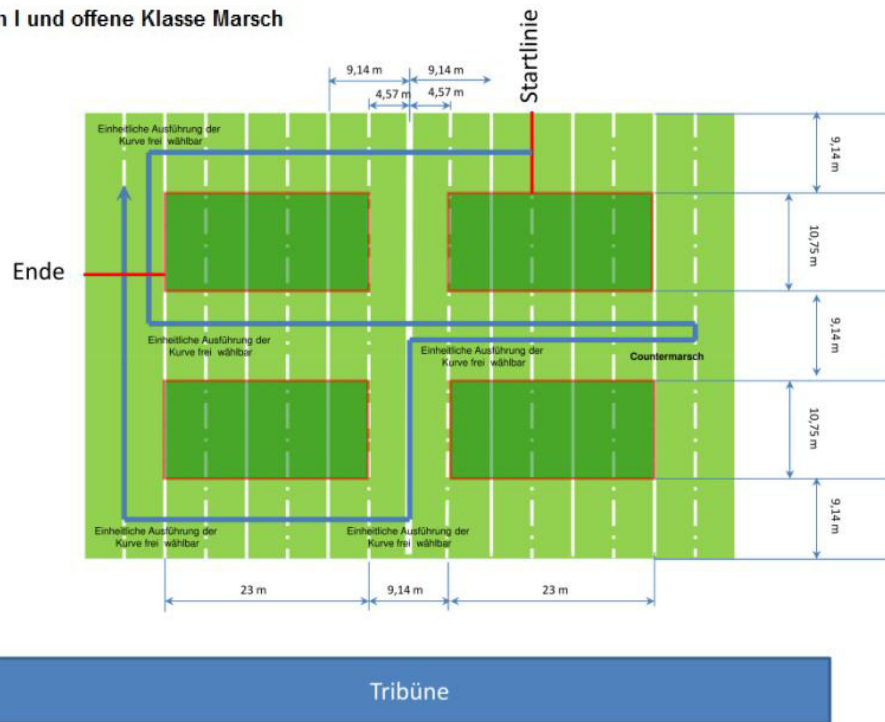 n I und offene Klasse Marsch
Startlinie
9,14 m
9,14 m
4,57 m
4,57 m
Einheitliche Ausführung der
Kurve frei wählbar
9,14 m
10,75 m
Ende
9,14 m
Einheitliche Ausführung der
Kurve frei wählbar
Einheitliche Ausführung der
Kurve frei wählbar
Countermarsch
10,75 m
9,14 m
Einheitliche Ausführung der
Kurve frei wählbar
Einheitliche Ausführung der
Kurve frei wählbar
23 m
9,14 m
23 m
Tribüne